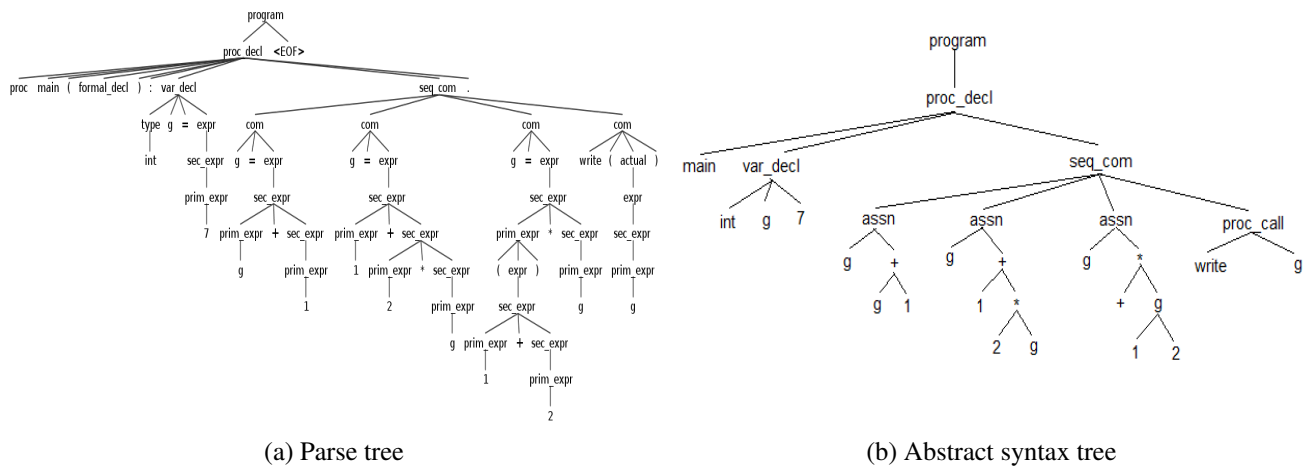 program
proc_decl <EOF>
proc main ( formal_decl ) : var_decl seq_com .
type g = expr com com com com
int sec_expr g = expr g = expr g = expr write ( actual )
prim_expr sec_expr sec_expr sec_expr expr
7 prim_expr + sec_expr prim_expr + sec_expr prim_expr * sec_expr sec_expr
g prim_expr 1 prim_expr * sec_expr ( expr ) prim_expr prim_expr
1 2 prim_expr sec_expr g g
g prim_expr + sec_expr
1 prim_expr
2
(a) Parse tree
program
proc_decl
main var_decl seq_com
int g 7 assn assn assn proc_call
g + g + g * write g
g 1 1 * + g
2 g 1 2
(b) Abstract syntax tree